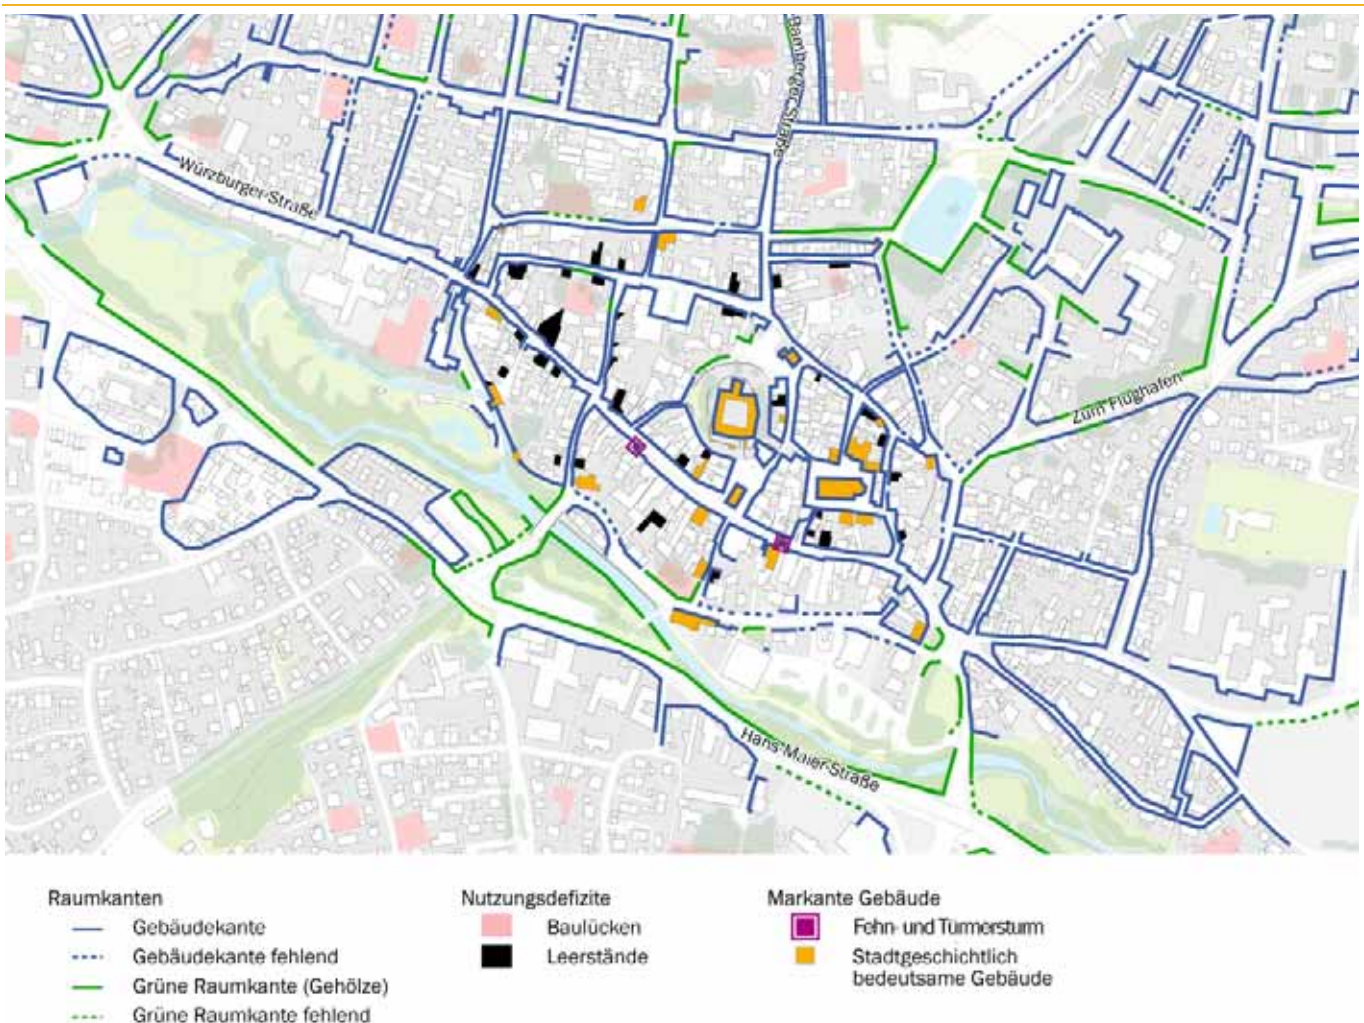 Bamberger Straße
Würzburger-Straße
Zum Flughafen
Hans-Maier-Straße
Raumkanten
Gebäudekante
Gebäudekante fehlend
Grüne Raumkante (Gehölze)
Grüne Raumkante fehlend
Nutzungsdefizite
Baulücken
Leerstände
Markante Gebäude
Fehn- und Türmersturm
Stadtgeschichtlich
bedeutsame Gebäude